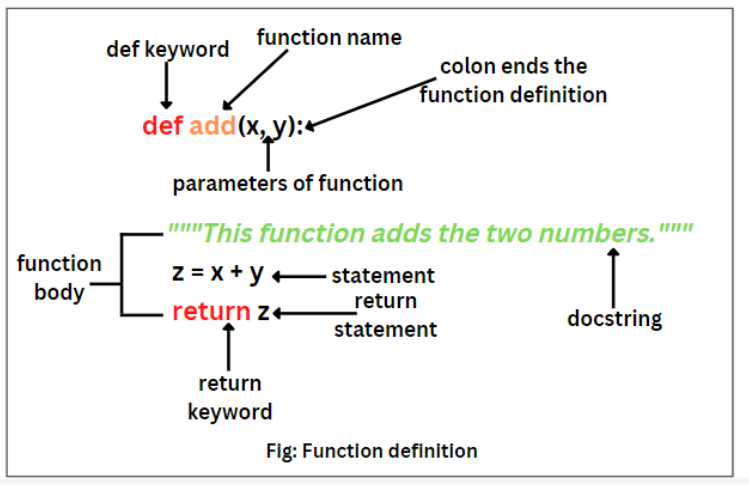 def keyword
function name
colon ends the
function definition
def add(x, y):
parameters of function
"""This function adds the two numbers."""
function
body
z = x + y
statement
return z
return
statement
docstring
return
keyword
Fig: Function definition